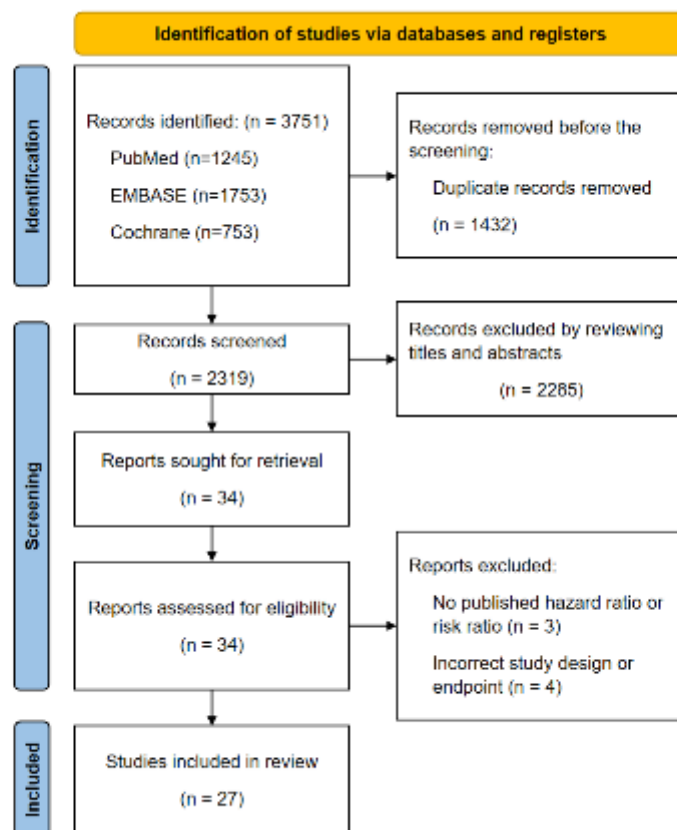 Identification of studies via databases and registers
Identification
Records identified: (n = 3751)
PubMed (n=1245)
EMBASE (n=1753)
Cochrane (n=753)
Records removed before the
screening:
Duplicate records removed
(n = 1432)
Screening
Records screened
(n = 2319)
Records excluded by reviewing
titles and abstracts
(n = 2285)
Reports sought for retrieval
(n = 34)
Reports assessed for eligibility
(n = 34)
Reports excluded:
No published hazard ratio or
risk ratio (n = 3)
Incorrect study design or
endpoint (n = 4)
Included
Studies included in review
(n = 27)